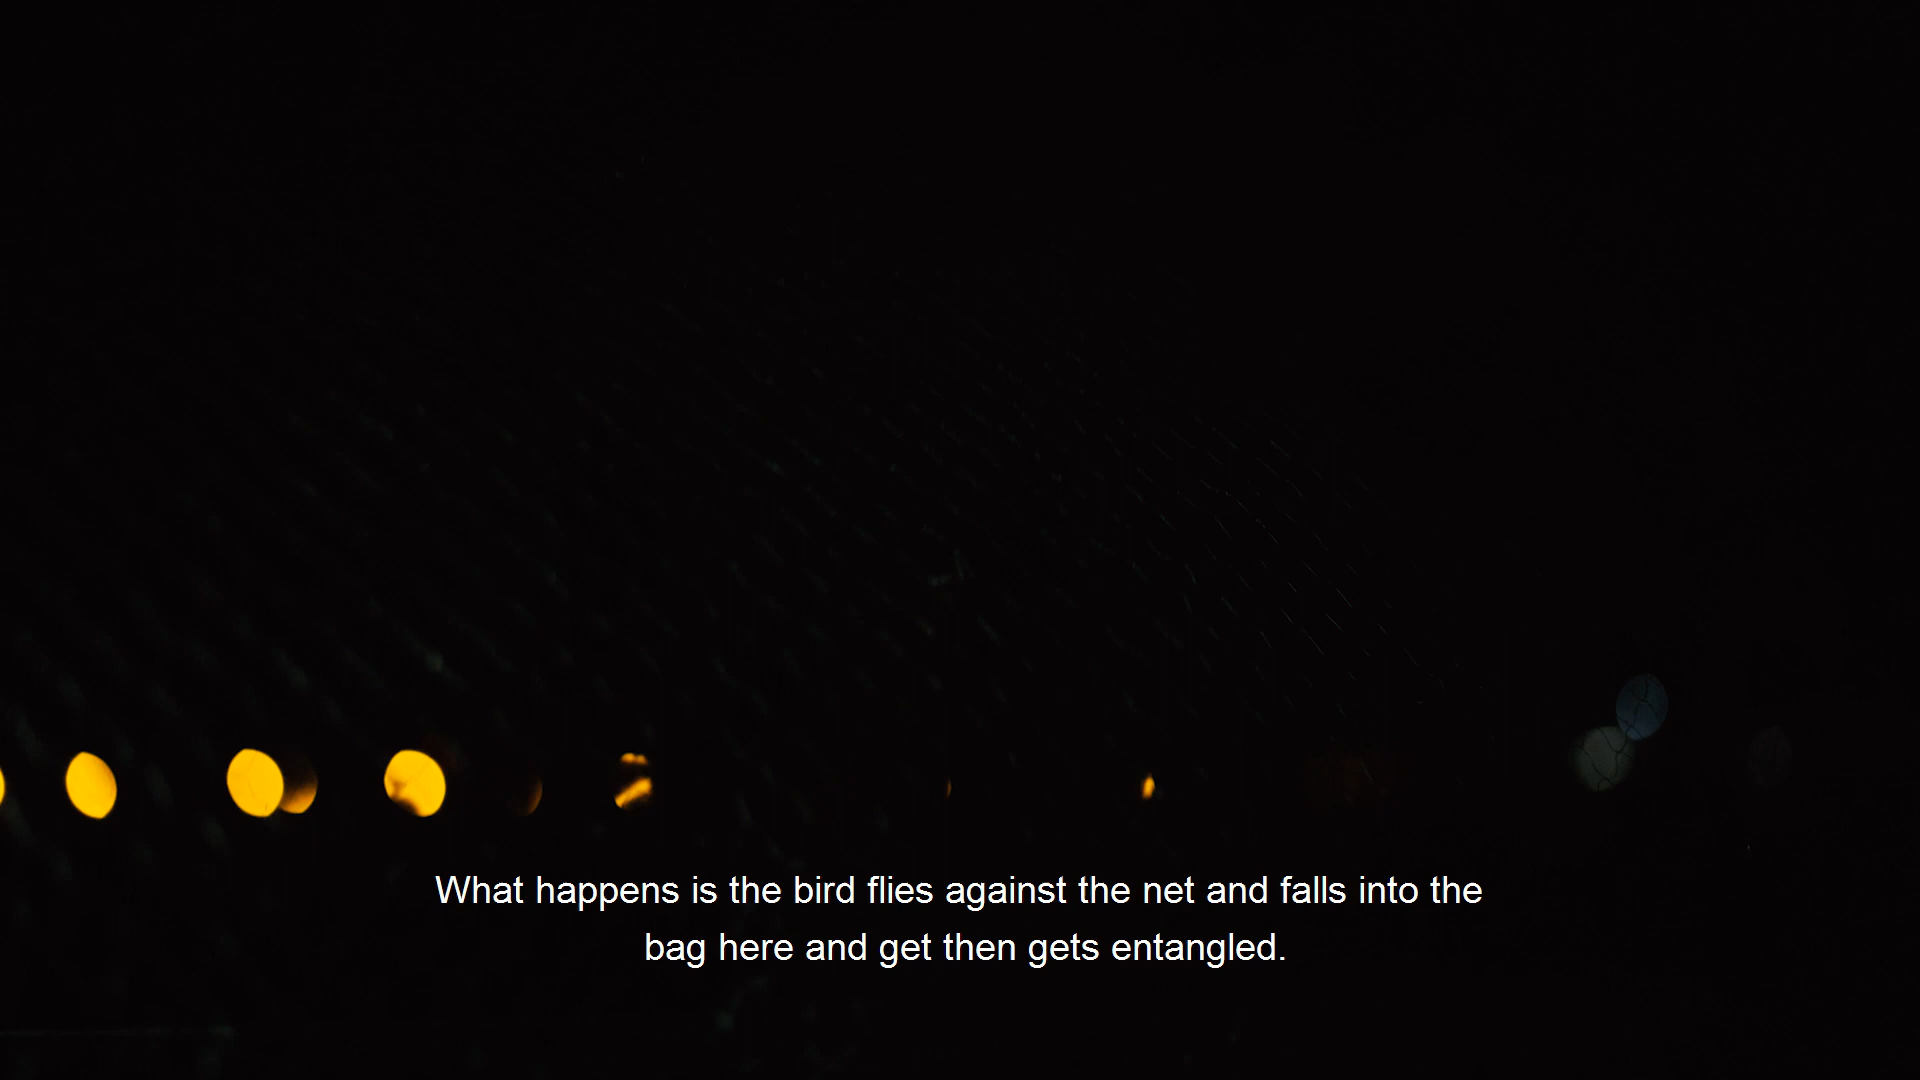 What happens is the bird flies against the net and falls into the
bag here and get then gets entangled.